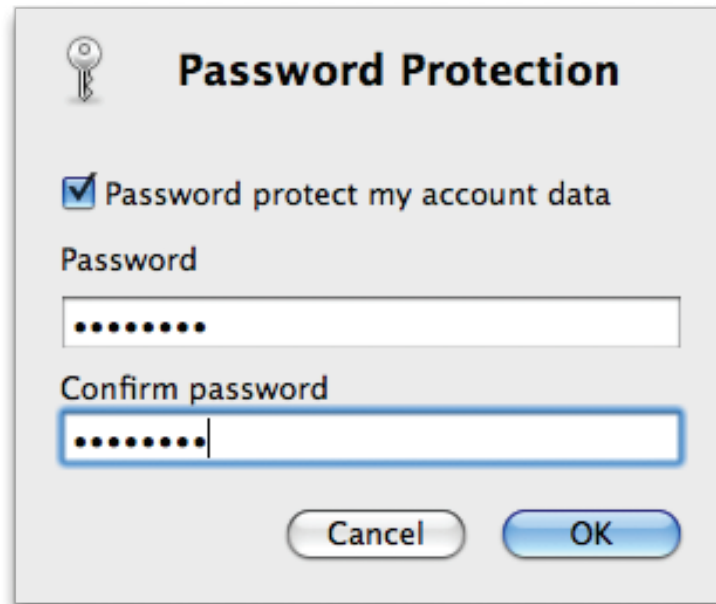 Password Protection
Password protect my account data
Password
••••••••
Confirm password
••••••••
Cancel OK